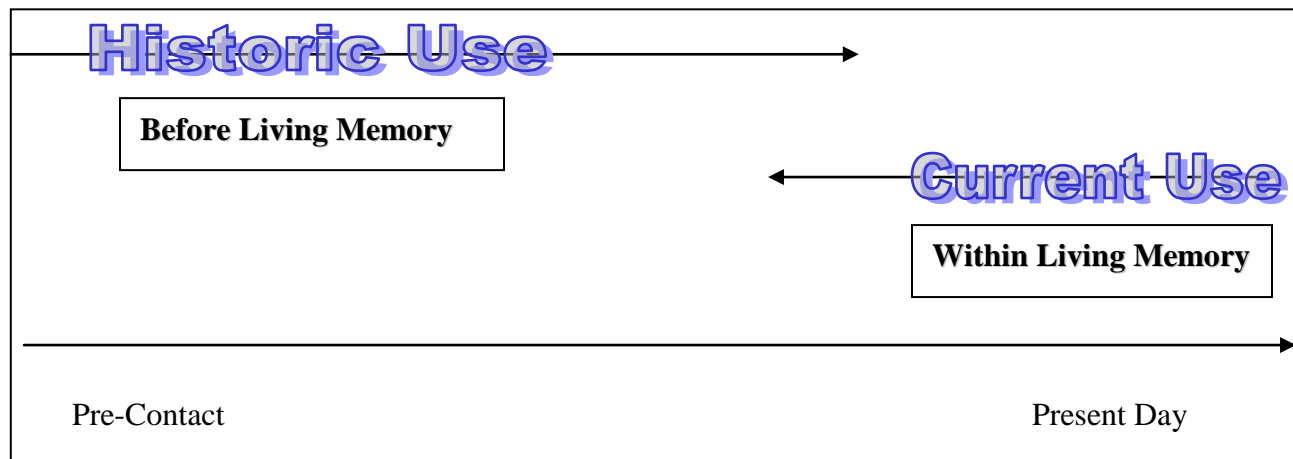 Historic Use
Before Living Memory
Current Use
Within Living Memory
Pre-Contact
Present Day